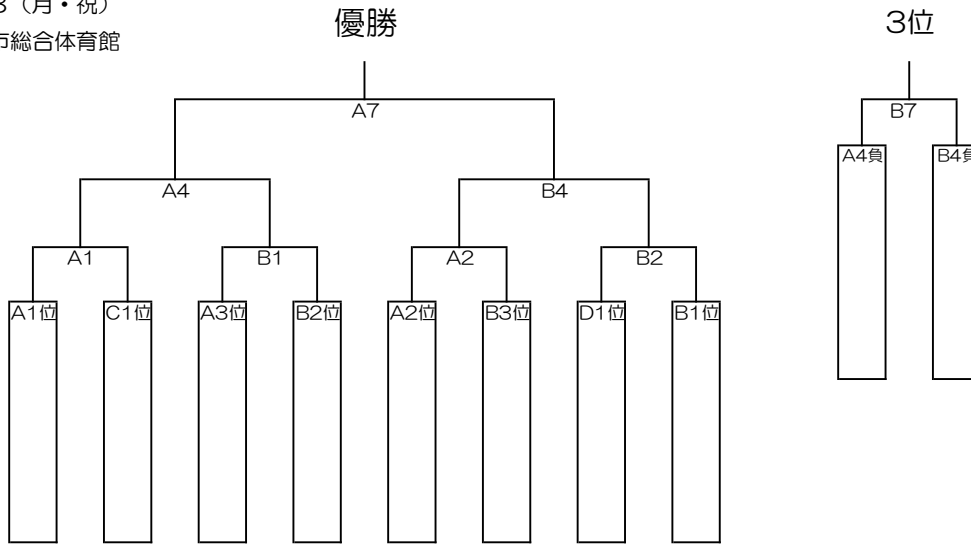 （月・祝）
市総合体育館
優勝
3位
A7
B7
A4負
B4負
A4
B4
A1
B1
A2
B2
A1位
C1位
A3位
B2位
A2位
B3位
D1位
B1位